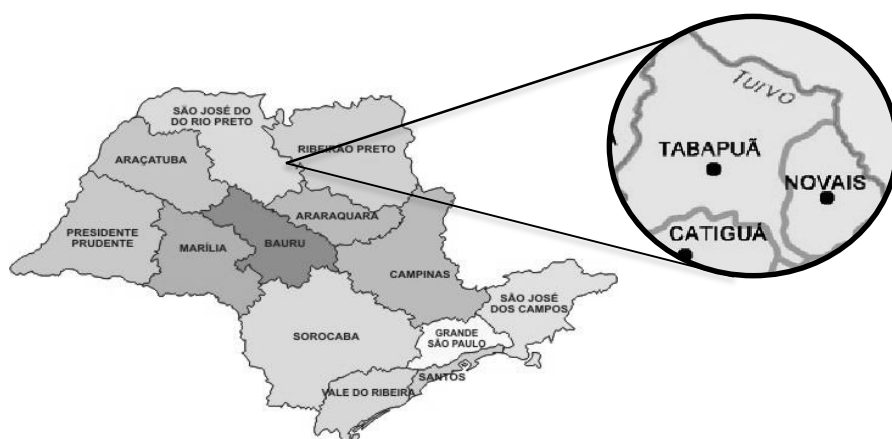 SÃO JOSÉ DO
DO RIO PRETO
RIBEIRÃO PRETO
ARAÇATUBA
ARARAQUARA
PRESIDENTE
PRUDENTE
MARÍLIA
BAURU
CAMPINAS
SÃO JOSÉ
DOS CAMPOS
SOROCABA
GRANDE
SÃO PAULO
SANTOS
VALE DO RIBEIRA
Turvo
TABAPUÃ
NOVAIS
CATIGUÁ